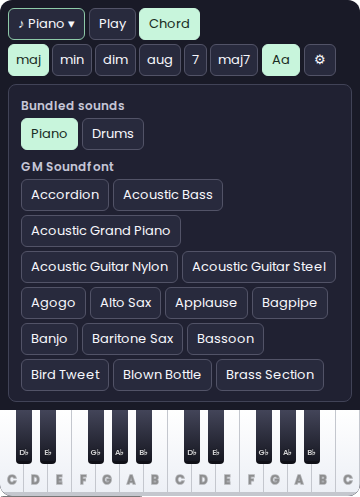 ♪ Piano ▾ Play Chord
maj min dim aug 7 maj7 Aa ⚙
Bundled sounds
Piano Drums
GM Soundfont
Accordion Acoustic Bass
Acoustic Grand Piano
Acoustic Guitar Nylon Acoustic Guitar Steel
Agogo Alto Sax Applause Bagpipe
Banjo Baritone Sax Bassoon
Bird Tweet Blown Bottle Brass Section
D♭ E♭ G♭ A♭ B♭ D♭ E♭ G♭ A♭ B♭
C D E F G A B C D E F G A B C